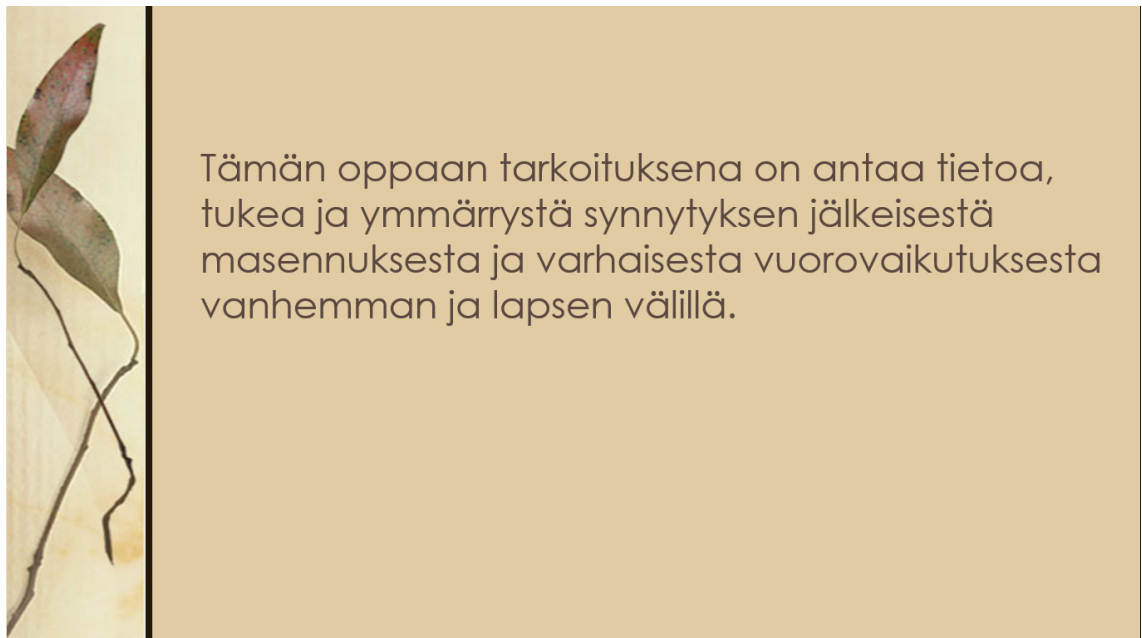 Tämän oppaan tarkoituksena on antaa tietoa,
tukea ja ymmärrystä synnytyksen jälkeisestä
masennuksesta ja varhaisesta vuorovaikutuksesta
vanhemman ja lapsen välillä.